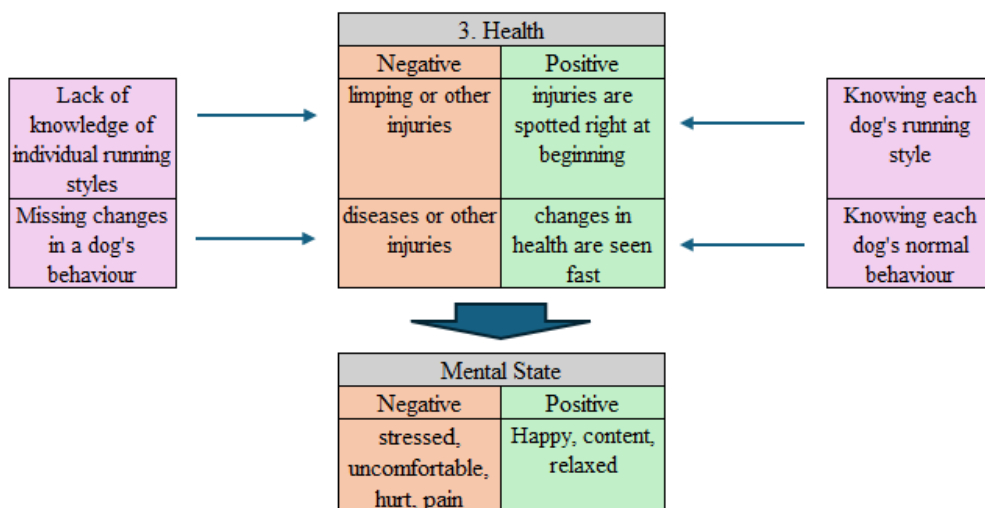 3. Health
Negative
Positive
Lack of
knowledge of
individual running
styles
limping or other
injuries
injuries are
spotted right at
beginning
Knowing each
dog's running
style
Missing changes
in a dog's
behaviour
diseases or other
injuries
changes in
health are seen
fast
Knowing each
dog's normal
behaviour
Mental State
Negative
Positive
stressed,
uncomfortable,
hurt, pain
Happy, content,
relaxed